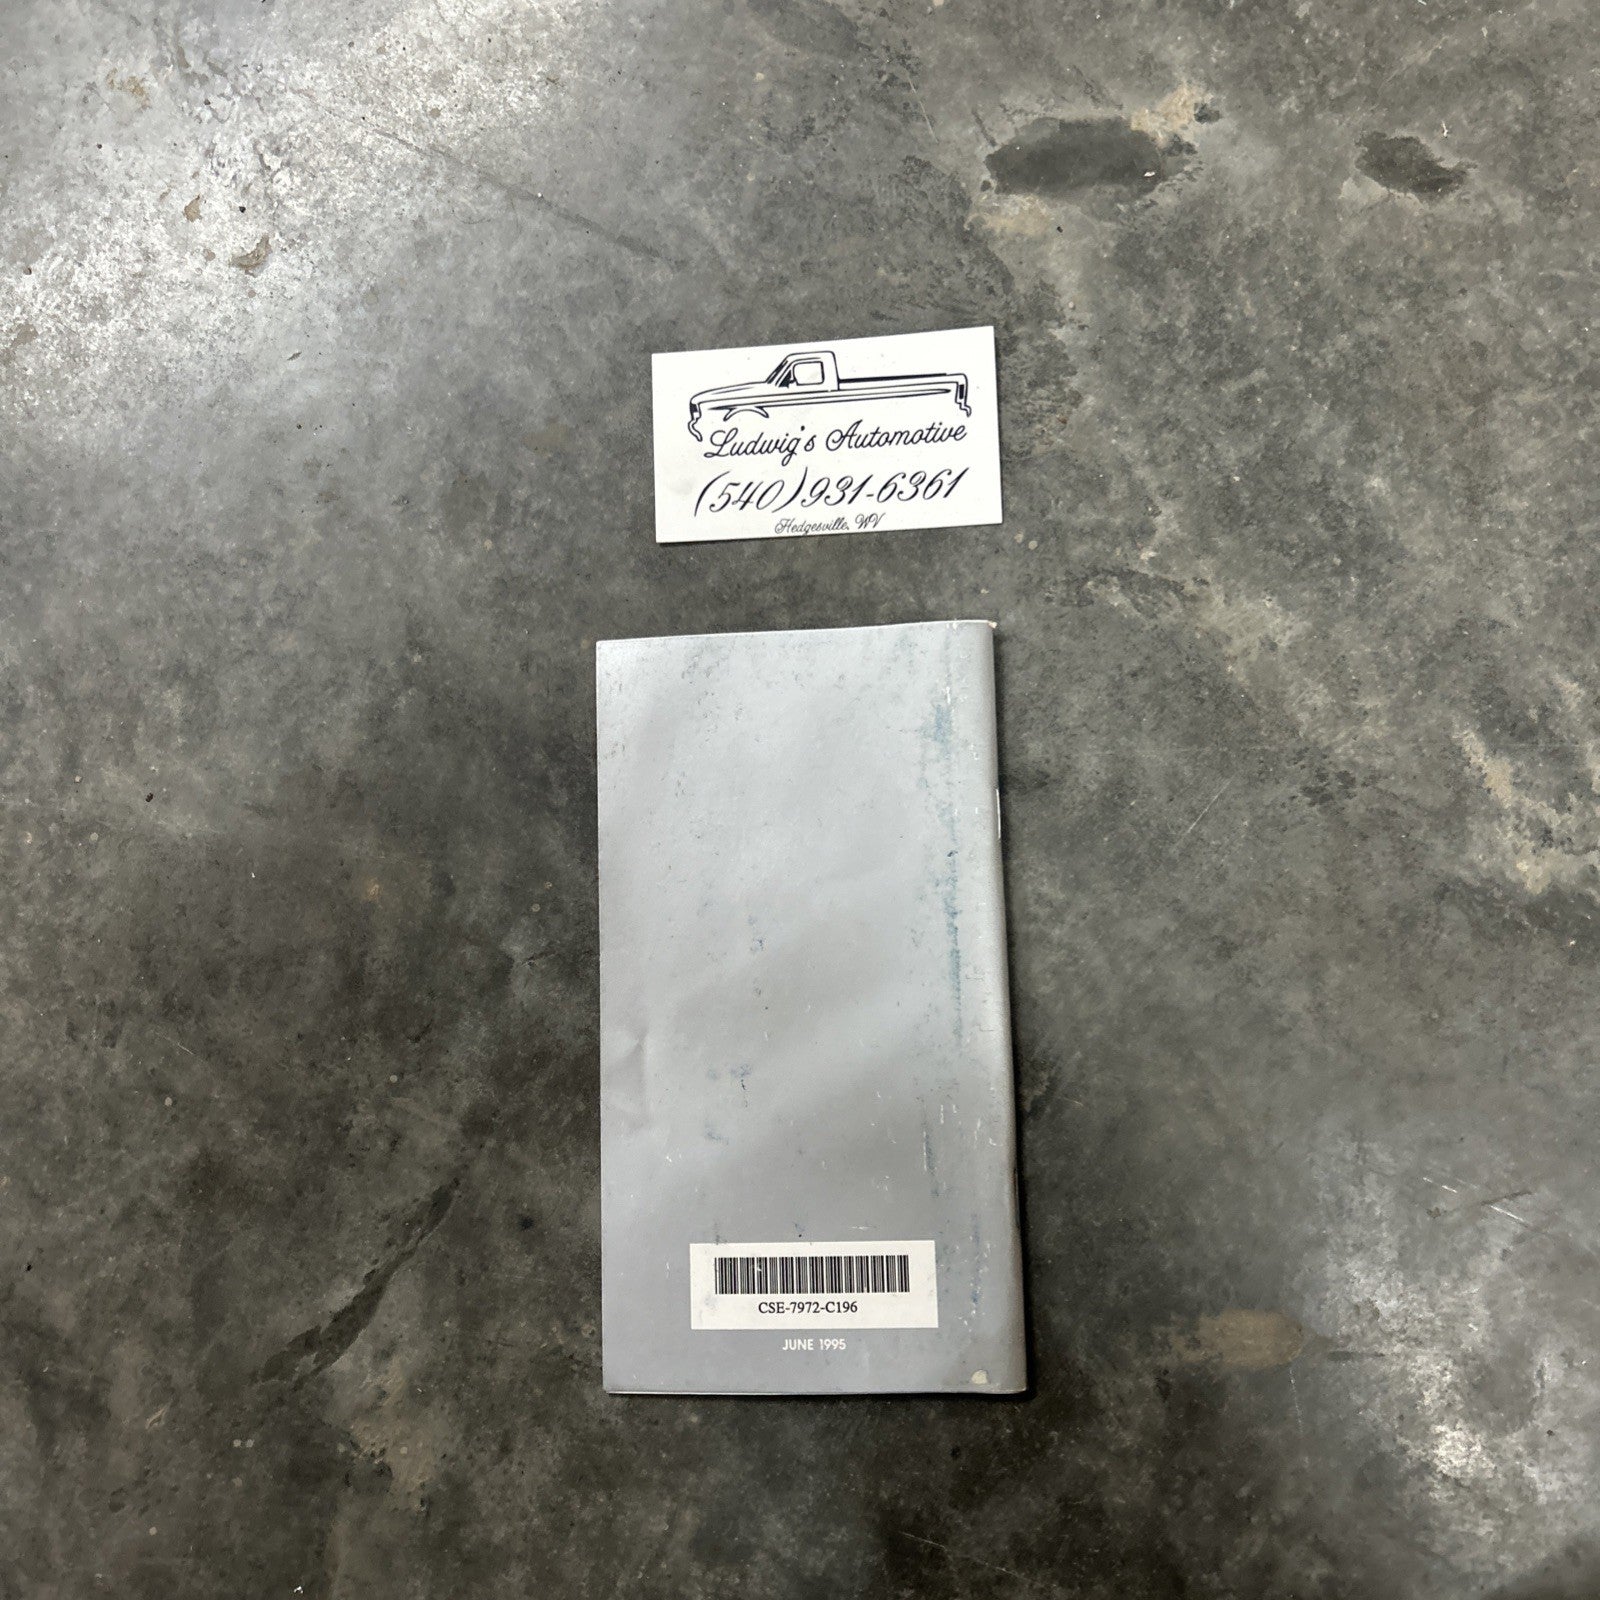 Ludwig's Automotive
(540)931-6361
Hedgesville, WV
CSE-7972-C196
JUNE 1995